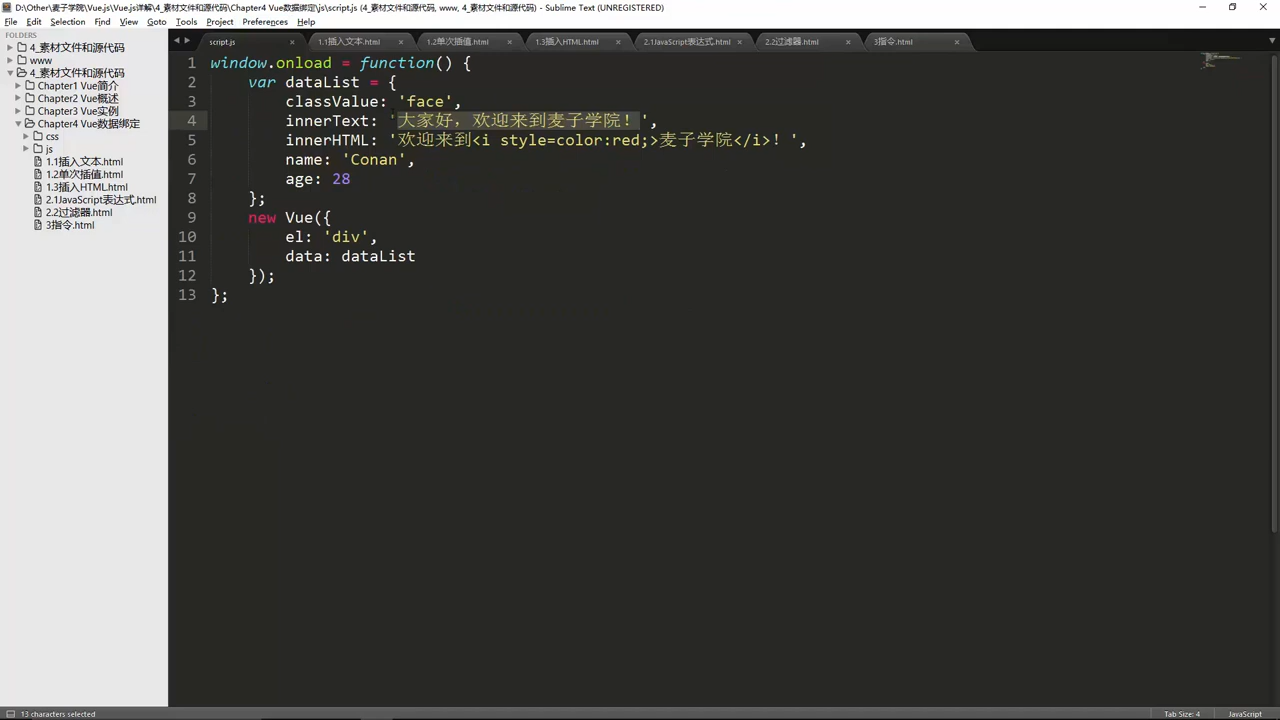 D:\Other\麦子学院\Vue.js\Vue.js详解\4_素材文件和源代码\Chapter4 Vue数据绑定\js\script.js (4_素材文件和源代码, www, 4_素材文件和源代码) - Sublime Text (UNREGISTERED)
File Edit Selection Find View Goto Tools Project Preferences Help
FOLDERS
4_素材文件和源代码
www
4_素材文件和源代码
Chapter1 Vue简介
Chapter2 Vue概述
Chapter3 Vue实例
Chapter4 Vue数据绑定
css
js
1.1插入文本.html
1.2单次插值.html
1.3插入HTML.html
2.1JavaScript表达式.html
2.2过滤器.html
3指令.html
script.js 1.1插入文本.html 1.2单次插值.html 1.3插入HTML.html 2.1JavaScript表达式.html 2.2过滤器.html 3指令.html
1 window.onload = function() {
2 var dataList = {
3 classValue: 'face',
4 innerText: '大家好，欢迎来到麦子学院！',
5 innerHTML: '欢迎来到<i style=color:red;>麦子学院</i>！',
6 name: 'Conan',
7 age: 28
8 };
9 new Vue({
10 el: 'div',
11 data: dataList
12 });
13 };
13 characters selected
Tab Size: 4 JavaScript